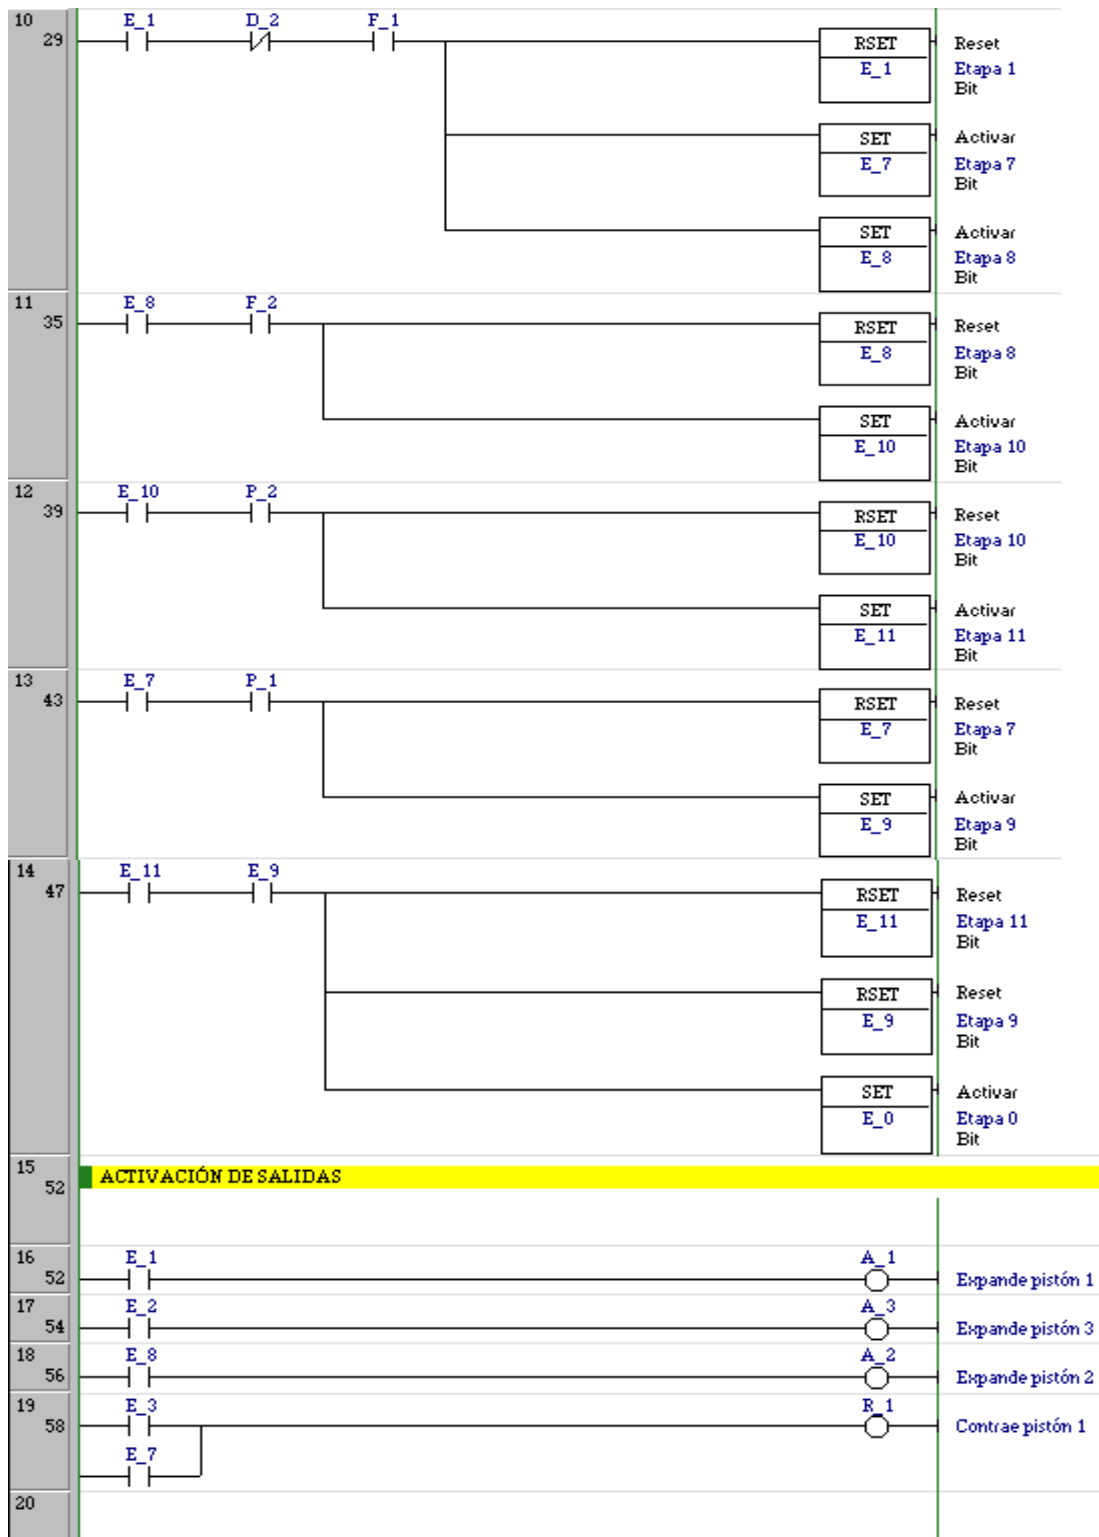 10 E_1 D_2 F_1
29 RSET Reset
E_1 Etapa 1
Bit
SET Activar
E_7 Etapa 7
Bit
SET Activar
E_8 Etapa 8
Bit
11 E_8 F_2
35 RSET Reset
E_8 Etapa 8
Bit
SET Activar
E_10 Etapa 10
Bit
12 E_10 P_2
39 RSET Reset
E_10 Etapa 10
Bit
SET Activar
E_11 Etapa 11
Bit
13 E_7 P_1
43 RSET Reset
E_7 Etapa 7
Bit
SET Activar
E_9 Etapa 9
Bit
14 E_11 E_9
47 RSET Reset
E_11 Etapa 11
Bit
RSET Reset
E_9 Etapa 9
Bit
SET Activar
E_0 Etapa 0
Bit
15 ACTIVACIÓN DE SALIDAS
52
16 E_1 A_1
52 Expande pistón 1
17 E_2 A_3
54 Expande pistón 3
18 E_8 A_2
56 Expande pistón 2
19 E_3 R_1
58 Contrae pistón 1
E_7
20